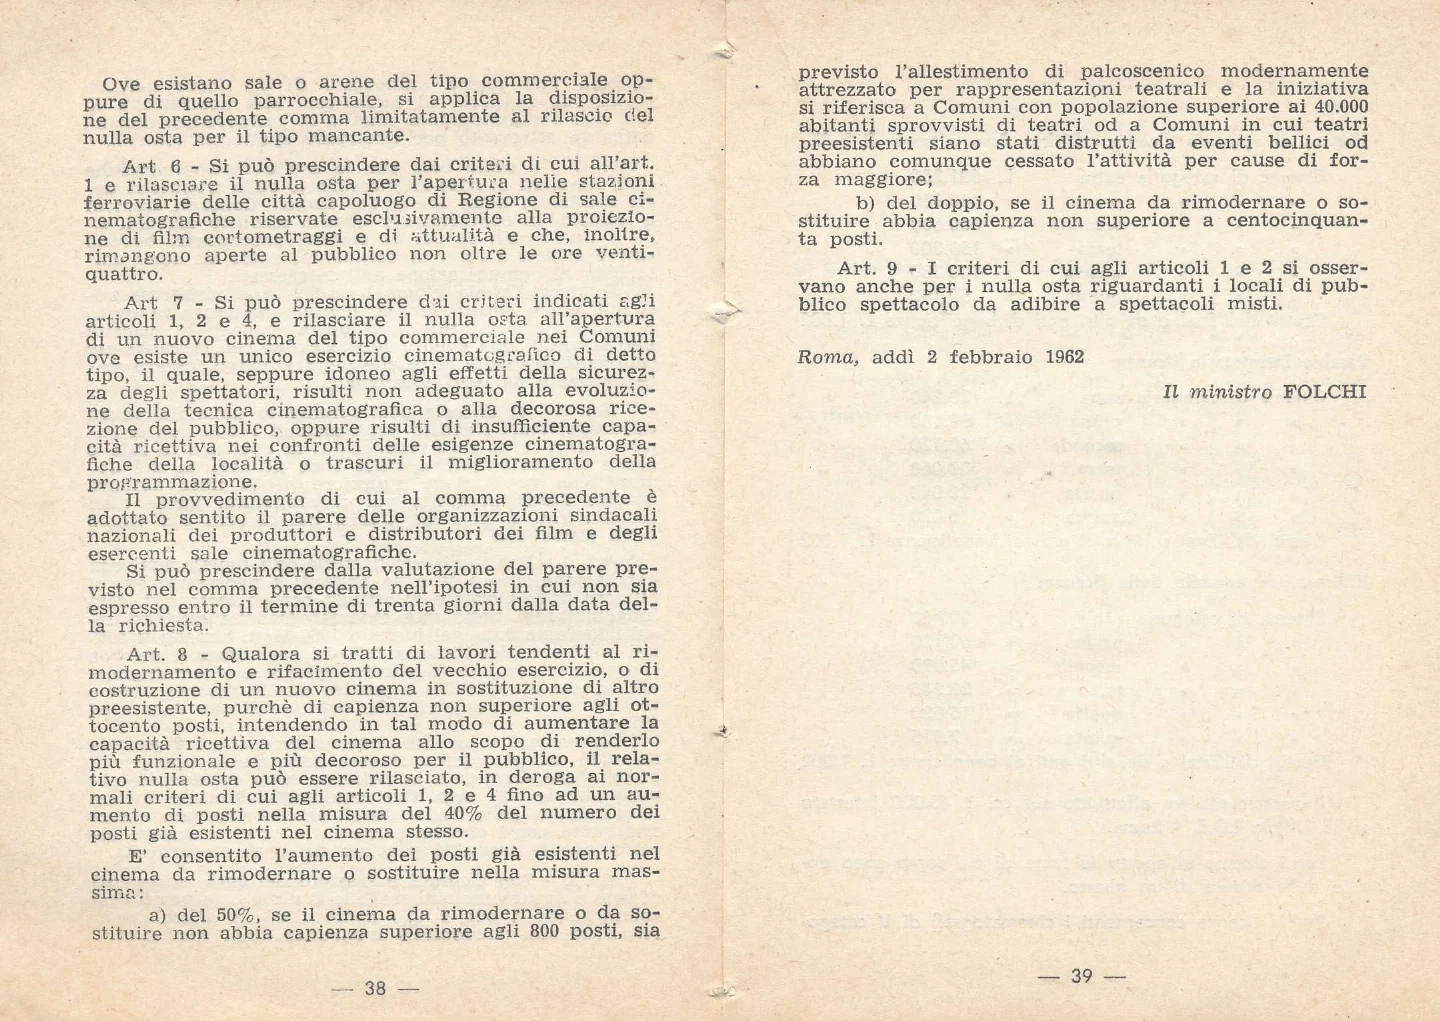 Ove esistano sale o arene del tipo commerciale op-
pure di quello parrocchiale, si applica la disposizio-
ne del precedente comma limitatamente al rilascio del
nulla osta per il tipo mancante.
Art 6 - Si può prescindere dai criteri di cui all'art.
1 e rilasciare il nulla osta per l'apertura nelle stazioni
ferroviarie delle città capoluogo di Regione di sale ci-
nematografiche riservate esclusivamente alla proiezio-
ne di film cortometraggi e di attualità e che, inoltre,
rimangono aperte al pubblico non oltre le ore venti-
quattro.
Art 7 - Si può prescindere dai criteri indicati agli
articoli 1, 2 e 4, e rilasciare il nulla osta all'apertura
di un nuovo cinema del tipo commerciale nei Comuni
ove esiste un unico esercizio cinematografico di detto
tipo, il quale, seppure idoneo agli effetti della sicurez-
za degli spettatori, risulti non adeguato alla evoluzio-
ne della tecnica cinematografica o alla decorosa rice-
zione del pubblico, oppure risulti di insufficiente capa-
cità ricettiva nei confronti delle esigenze cinematogra-
fiche della località o trascuri il miglioramento della
programmazione.
Il provvedimento di cui al comma precedente è
adottato sentito il parere delle organizzazioni sindacali
nazionali dei produttori e distributori dei film e degli
esercenti sale cinematografiche.
Si può prescindere dalla valutazione del parere pre-
visto nel comma precedente nell'ipotesi in cui non sia
espresso entro il termine di trenta giorni dalla data del-
la richiesta.
Art. 8 - Qualora si tratti di lavori tendenti al ri-
modernamento e rifacimento del vecchio esercizio, o di
costruzione di un nuovo cinema in sostituzione di altro
preesistente, purchè di capienza non superiore agli ot-
tocento posti, intendendo in tal modo di aumentare la
capacità ricettiva del cinema allo scopo di renderlo
più funzionale e più decoroso per il pubblico, il rela-
tivo nulla osta può essere rilasciato, in deroga ai nor-
mali criteri di cui agli articoli 1, 2 e 4 fino ad un au-
mento di posti nella misura del 40% del numero dei
posti già esistenti nel cinema stesso.
E' consentito l'aumento dei posti già esistenti nel
cinema da rimodernare o sostituire nella misura mas-
sima:
a) del 50%, se il cinema da rimodernare o da so-
stituire non abbia capienza superiore agli 800 posti, sia
— 38 —
previsto l'allestimento di palcoscenico modernamente
attrezzato per rappresentazioni teatrali e la iniziativa
si riferisca a Comuni con popolazione superiore ai 40.000
abitanti sprovvisti di teatri od a Comuni in cui teatri
preesistenti siano stati distrutti da eventi bellici od
abbiano comunque cessato l'attività per cause di for-
za maggiore;
b) del doppio, se il cinema da rimodernare o so-
stituire abbia capienza non superiore a centocinquan-
ta posti.
Art. 9 - I criteri di cui agli articoli 1 e 2 si osser-
vano anche per i nulla osta riguardanti i locali di pub-
blico spettacolo da adibire a spettacoli misti.
Roma, addì 2 febbraio 1962
Il ministro FOLCHI
— 39 —